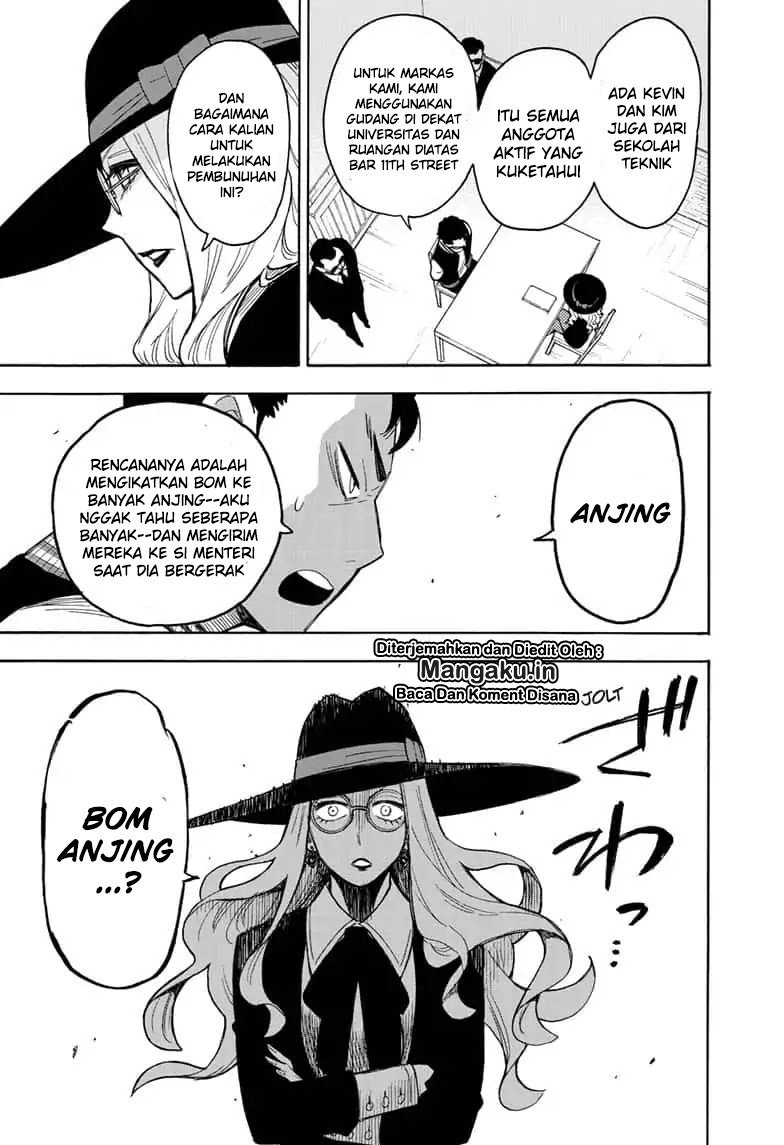 ADA KEVIN
DAN KIM
JUGA DARI
SEKOLAH
TEKNIK
ITU SEMUA
ANGGOTA
AKTIF YANG
KUKETAHUI
UNTUK MARKAS
KAMI, KAMI
MENGGUNAKAN
GUDANG DI DEKAT
UNIVERSITAS DAN
RUANGAN DIATAS
BAR 11TH STREET
DAN
BAGAIMANA
CARA KALIAN
UNTUK
MELAKUKAN
PEMBUNUHAN
INI?
ANJING
RENCANANYA ADALAH
MENGIKATKAN BOM KE
BANYAK ANJING--AKU
NGGAK TAHU SEBERAPA
BANYAK--DAN MENGIRIM
MEREKA KE SI MENTERI
SAAT DIA BERGERAK
Diterjemahkan dan Diedit Oleh :
Mangaku.in
Baca Dan Koment Disana
JOLT
ざわっ…
BOM
ANJING
...?